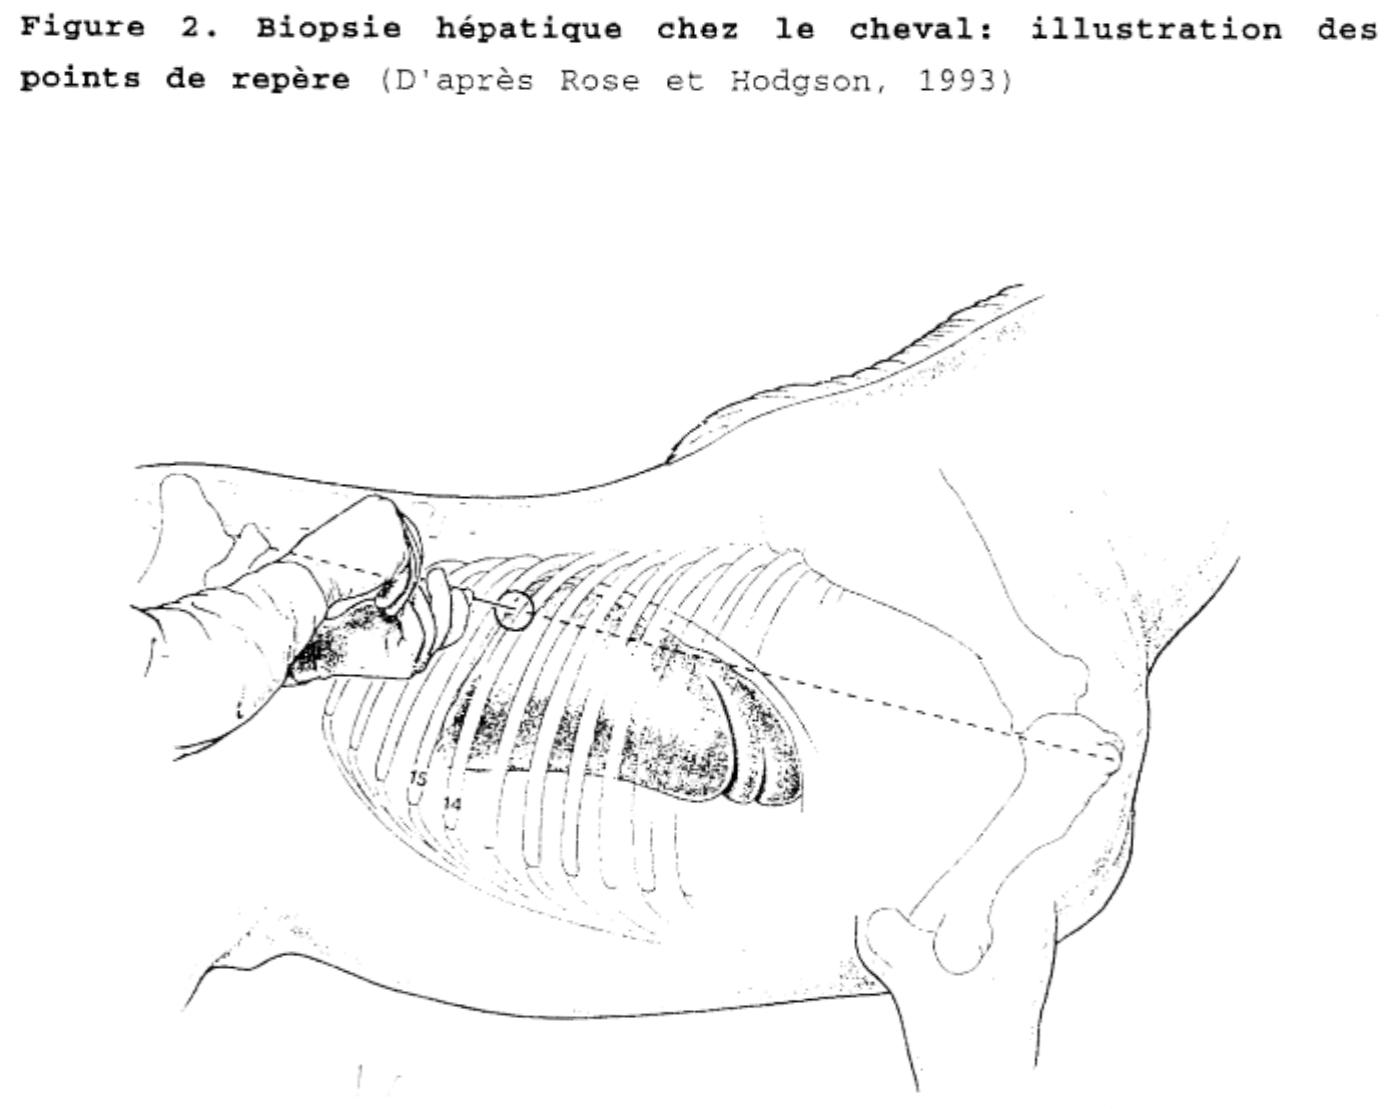 Figure 2. Biopsie hépatique chez le cheval: illustration des
points de repère (D'après Rose et Hodgson, 1993)
15
14